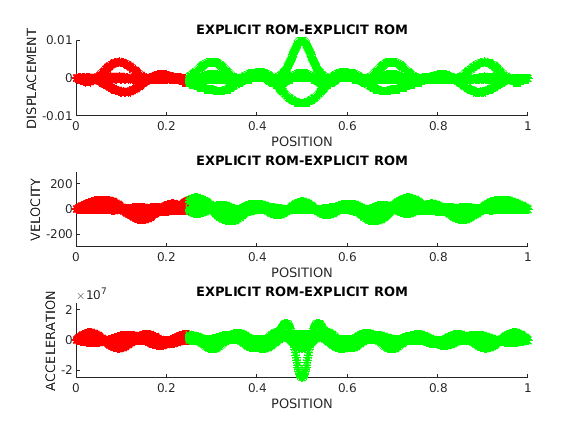 EXPLICIT ROM-EXPLICIT ROM
0.01
0
-0.01
DISPLACEMENT
0 0.2 0.4 0.6 0.8 1
POSITION
EXPLICIT ROM-EXPLICIT ROM
200
0
-200
VELOCITY
0 0.2 0.4 0.6 0.8 1
POSITION
EXPLICIT ROM-EXPLICIT ROM
×10^7
2
0
-2
ACCELERATION
0 0.2 0.4 0.6 0.8 1
POSITION